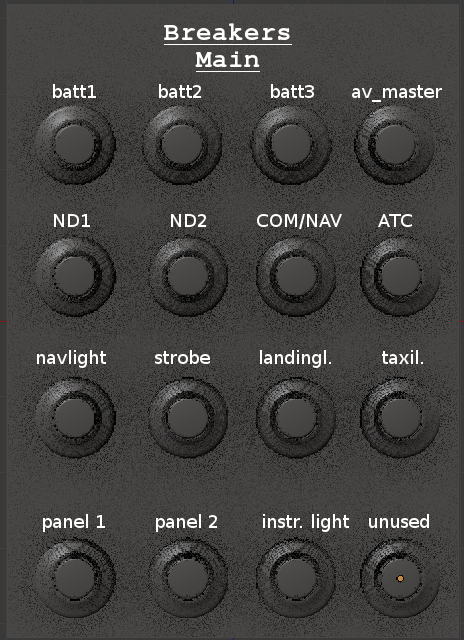 Breakers
Main
batt1 batt2 batt3 av_master
ND1 ND2 COM/NAV ATC
navlight strobe landingl. taxil.
panel 1 panel 2 instr. light unused